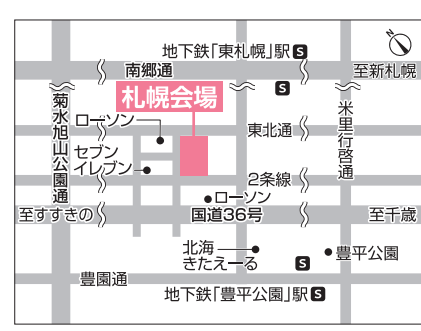 地下鉄「東札幌」駅S
南郷通
至新札幌
S
札幌会場
菊水旭山公園通
ローソン
東北通
米里行啓通
セブン
イレブン
2条線
ローソン
至すすきの
国道36号
至千歳
北海
きたえーる
S
豊平公園
豊園通
地下鉄「豊平公園」駅S